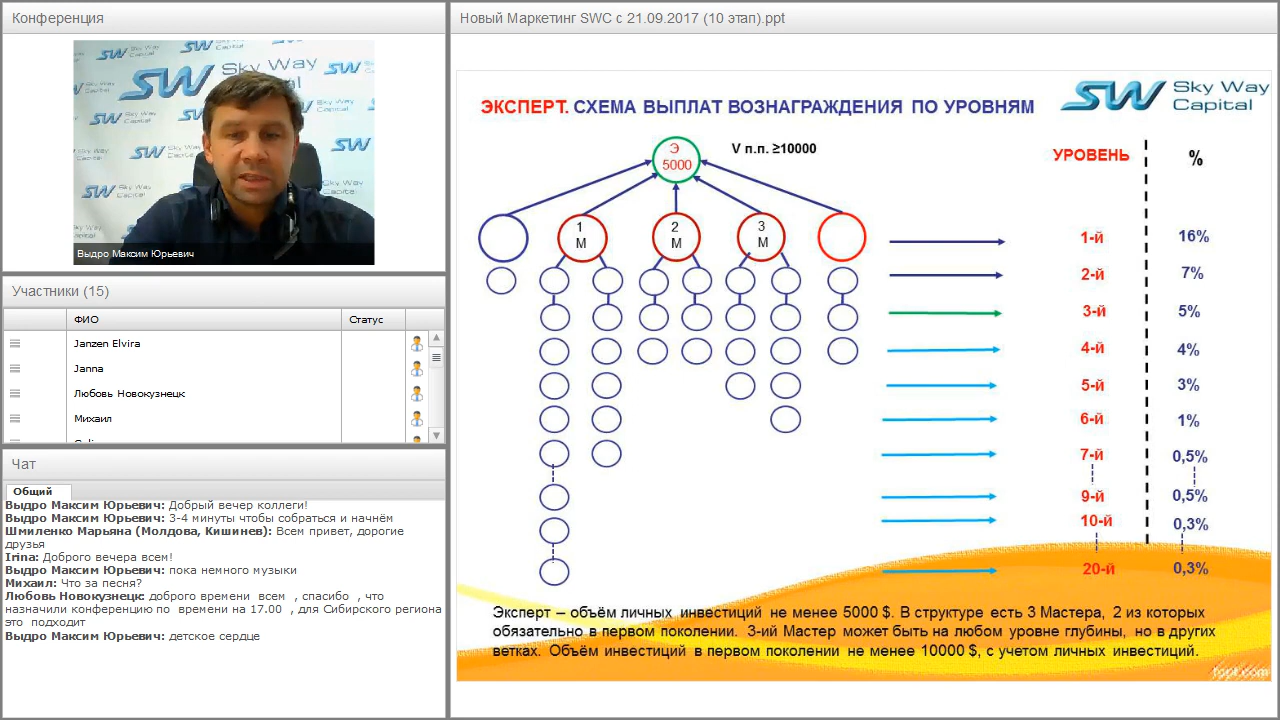 Конференция
SW Sky Way Capital
Выдро Максим Юрьевич
Участники (15)
ФИО Статус
Janzen Elvira
Janna
Любовь Новокузнецк
Михаил
Чат
Общий
Выдро Максим Юрьевич: Добрый вечер коллеги!
Выдро Максим Юрьевич: 3-4 минуты чтобы собраться и начнём
Шмиленко Марьяна (Молдова, Кишинев): Всем привет, дорогие
друзья
Irina: Доброго вечера всем!
Выдро Максим Юрьевич: пока немного музыки
Михаил: Что за песня?
Любовь Новокузнецк: доброго времени всем , спасибо , что
назначили конференцию по времени на 17.00 , для Сибирского региона
это подходит
Выдро Максим Юрьевич: детское сердце
Новый Маркетинг SWC с 21.09.2017 (10 этап).ppt
ЭКСПЕРТ. СХЕМА ВЫПЛАТ ВОЗНАГРАЖДЕНИЯ ПО УРОВНЯМ
SW Sky Way
Capital
Э
5000
V п.п. ≥10000
УРОВЕНЬ %
1
М
2
М
3
М
1-й 16%
2-й 7%
3-й 5%
4-й 4%
5-й 3%
6-й 1%
7-й 0,5%
9-й 0,5%
10-й 0,3%
20-й 0,3%
Эксперт – объём личных инвестиций не менее 5000 $. В структуре есть 3 Мастера, 2 из которых
обязательно в первом поколении. 3-ий Мастер может быть на любом уровне глубины, но в других
ветках. Объём инвестиций в первом поколении не менее 10000 $, с учетом личных инвестиций.
fppt.com